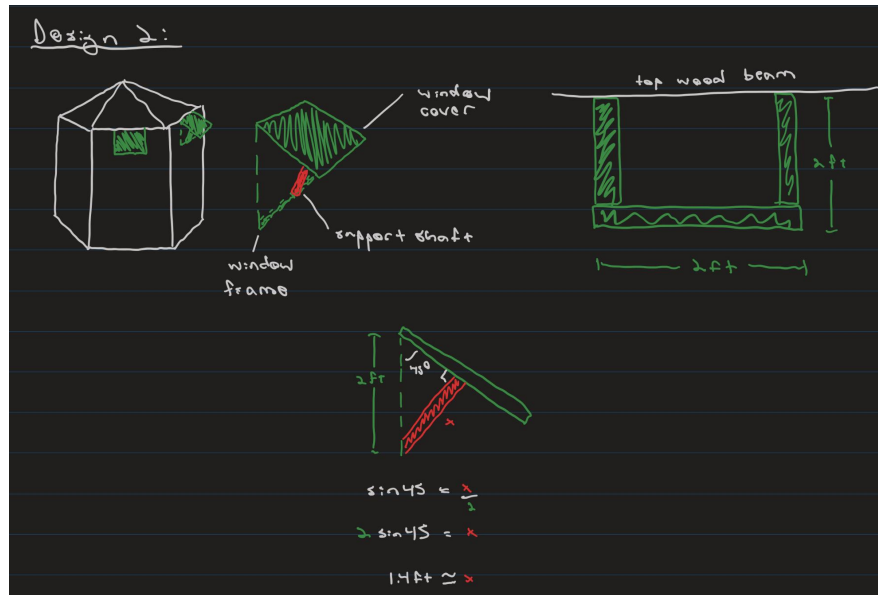 Design 2:
window
cover
support shaft
window
frame
top wood beam
2ft
2ft
2ft
45°
x
sin45 = x/2
2 sin45 = x
1.4ft ≃ x